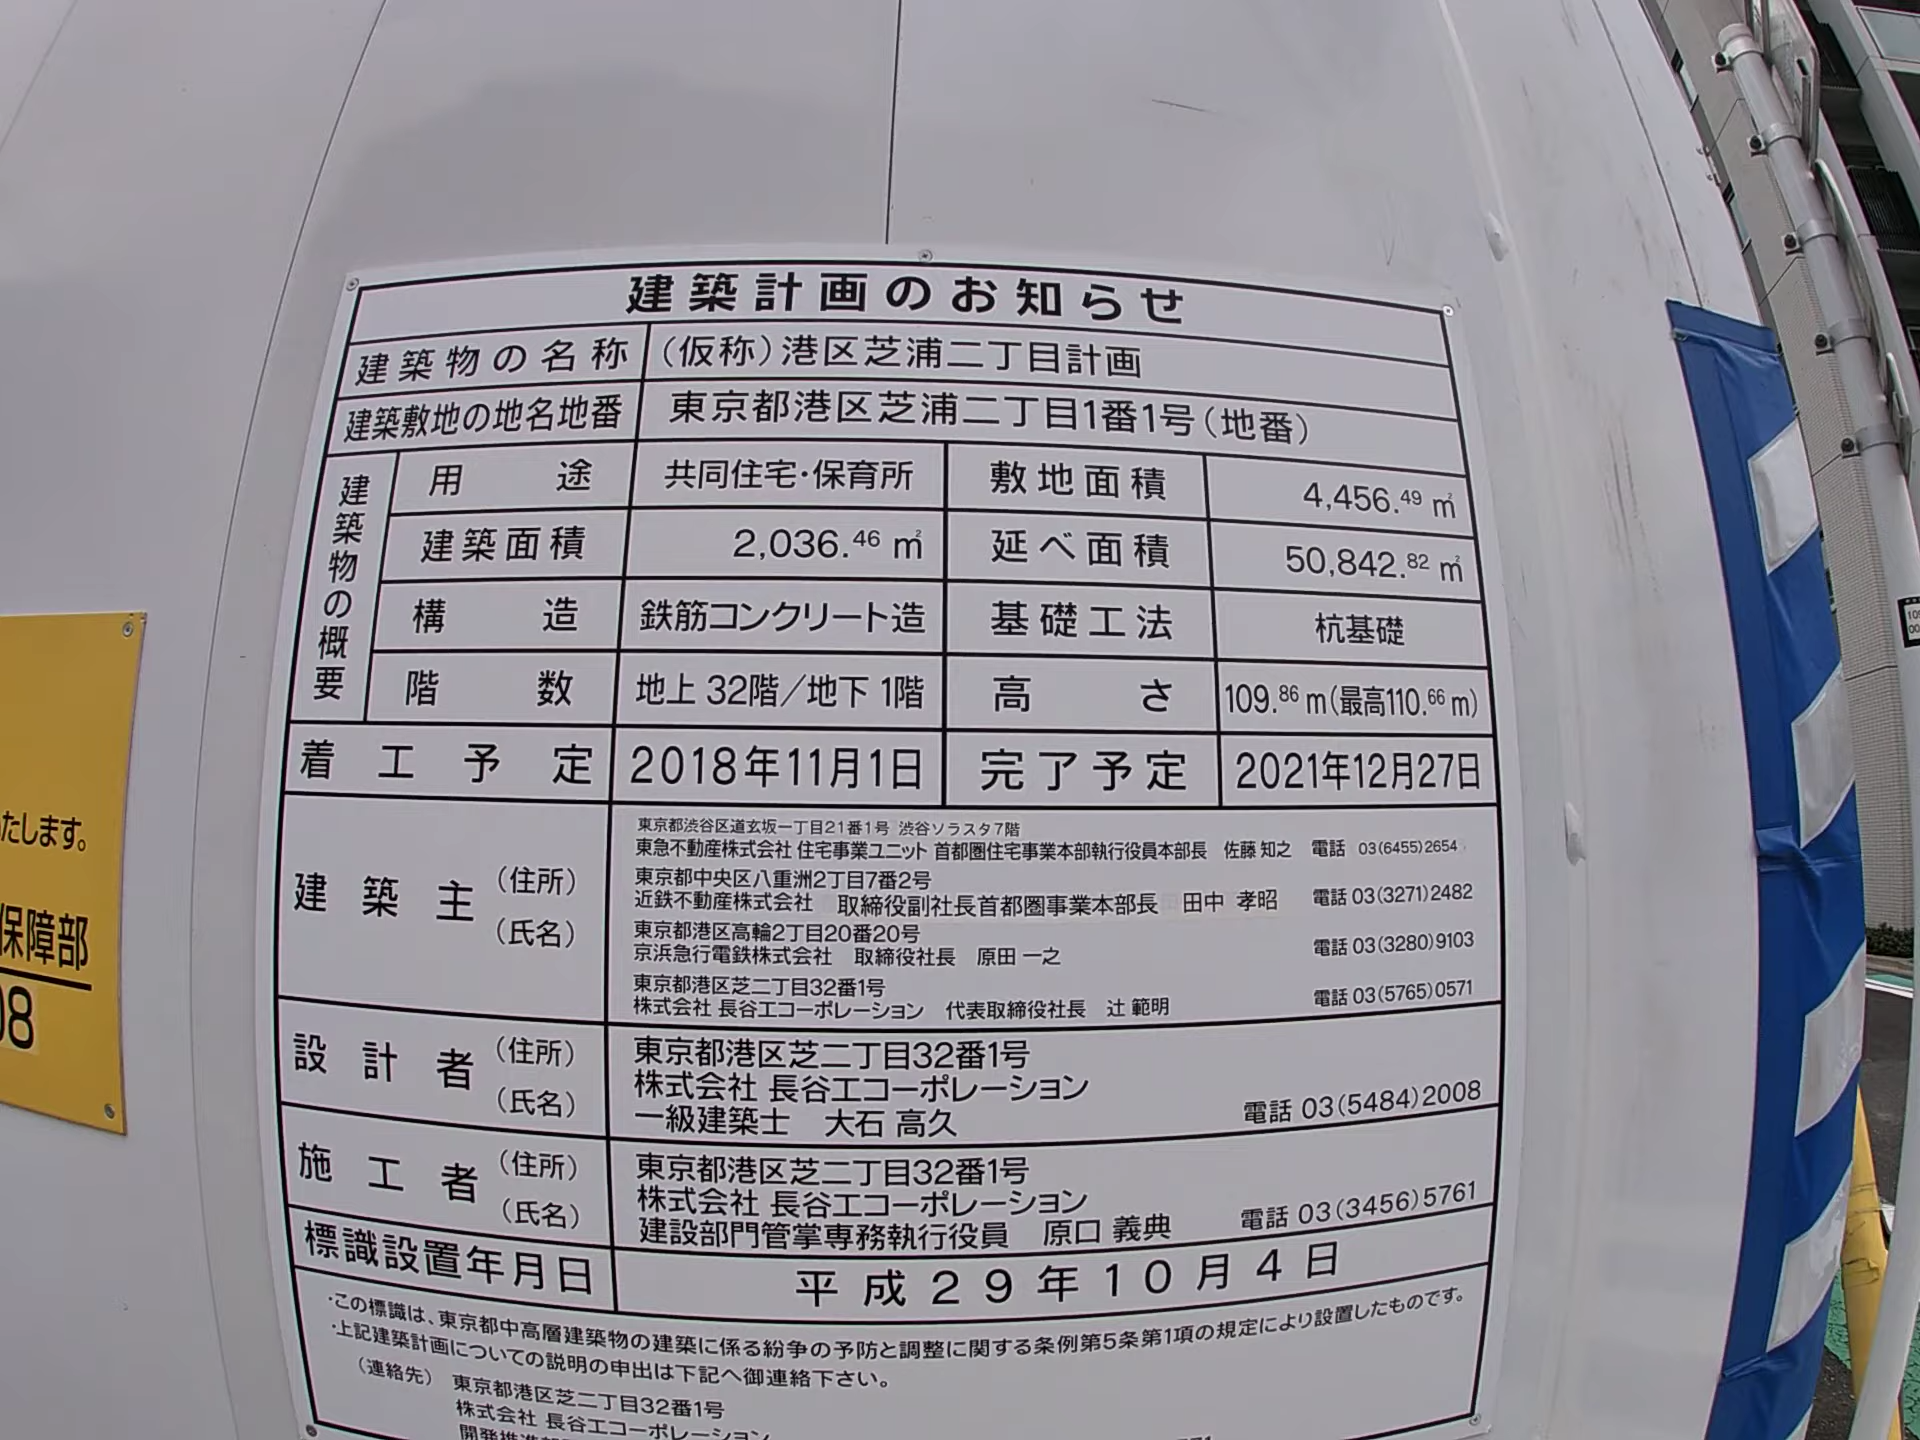 建築計画のお知らせ
建築物の名称 (仮称)港区芝浦二丁目計画
建築敷地の地名地番 東京都港区芝浦二丁目1番1号(地番)
建築物の概要
用途 共同住宅・保育所 敷地面積 4,456.49 ㎡
建築面積 2,036.46 ㎡ 延べ面積 50,842.82 ㎡
構造 鉄筋コンクリート造 基礎工法 杭基礎
階数 地上 32階/地下 1階 高さ 109.86 m(最高110.66 m)
着工予定 2018年11月1日 完了予定 2021年12月27日
建築主 (住所) (氏名)
東京都渋谷区道玄坂一丁目21番1号 渋谷ソラスタ7階
東急不動産株式会社 住宅事業ユニット 首都圏住宅事業本部執行役員本部長 佐藤 知之 電話 03(6455)2654
東京都中央区八重洲2丁目7番2号
近鉄不動産株式会社 取締役副社長首都圏事業本部長 田中 孝昭 電話 03(3271)2482
東京都港区高輪2丁目20番20号
京浜急行電鉄株式会社 取締役社長 原田 一之 電話 03(3280)9103
東京都港区芝二丁目32番1号
株式会社 長谷工コーポレーション 代表取締役社長 辻 範明 電話 03(5765)0571
設計者 (住所) (氏名)
東京都港区芝二丁目32番1号
株式会社 長谷工コーポレーション
一級建築士 大石 高久 電話 03(5484)2008
施工者 (住所) (氏名)
東京都港区芝二丁目32番1号
株式会社 長谷工コーポレーション
建設部門管掌専務執行役員 原口 義典 電話 03(3456)5761
標識設置年月日 平成29年10月4日
・この標識は、東京都中高層建築物の建築に係る紛争の予防と調整に関する条例第5条第1項の規定により設置したものです。
・上記建築計画についての説明の申出は下記へ御連絡下さい。
(連絡先) 東京都港区芝二丁目32番1号
株式会社 長谷工コーポレーション
たします。
保障部
08